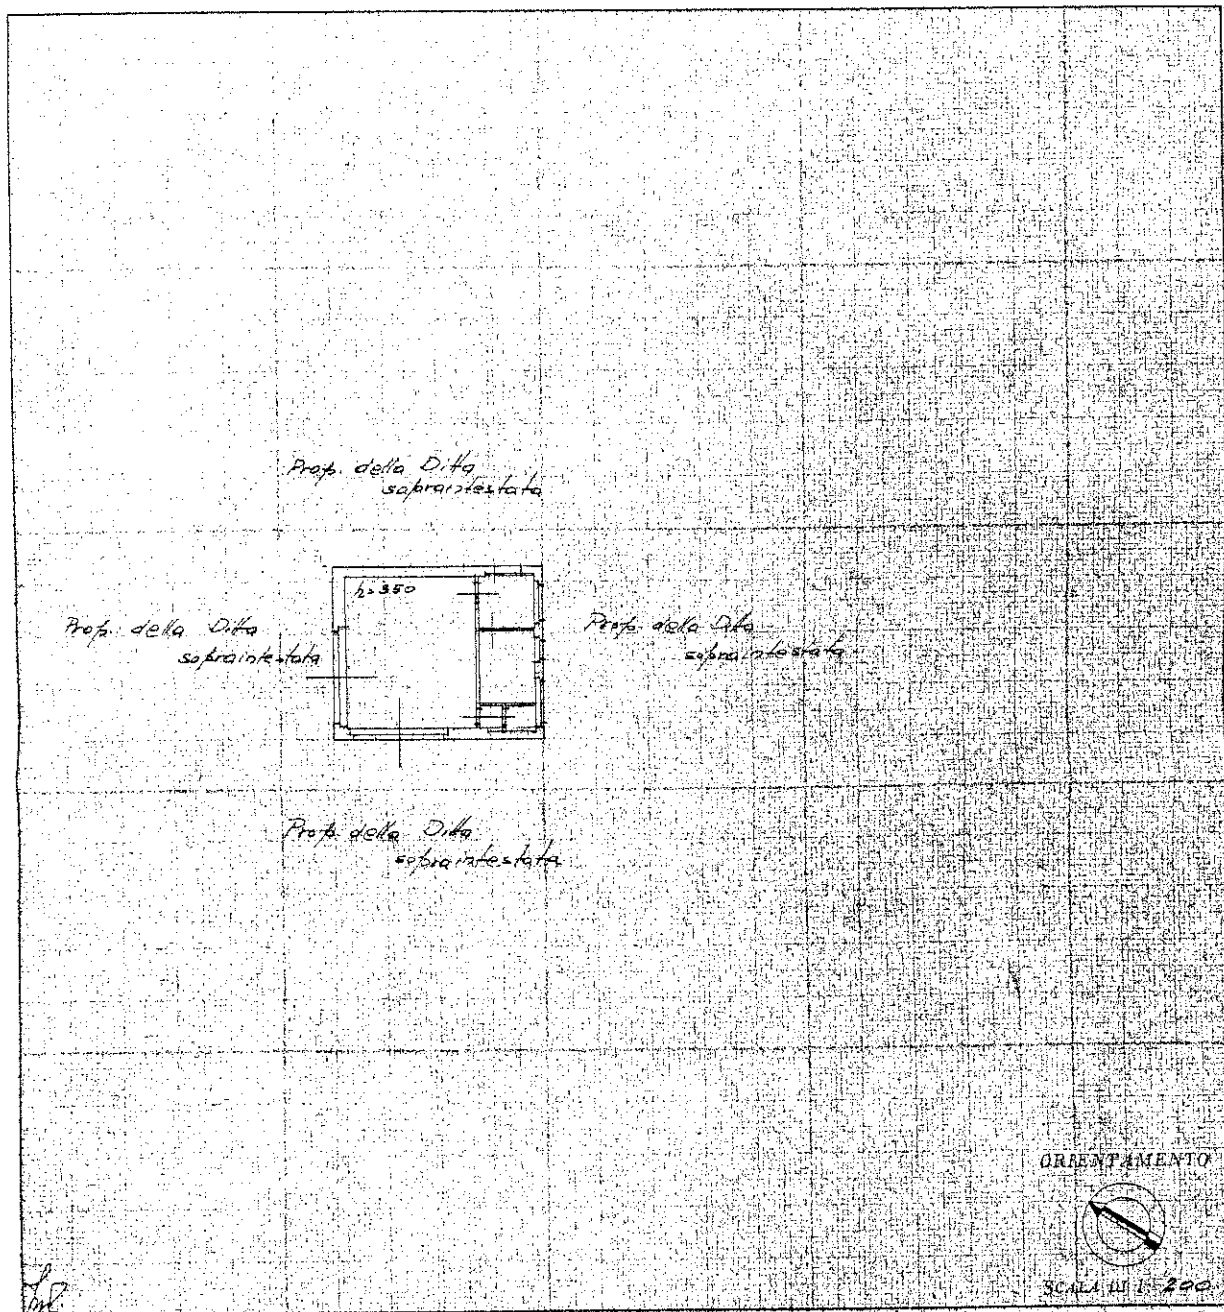 Prop. della Ditta
sopraintestata
h=350
Prop. della Ditta
sopraintestata
Prop. della Ditta
sopraintestata
Prop. della Ditta
sopraintestata
ORIENTAMENTO
SCALA DI 1: 200